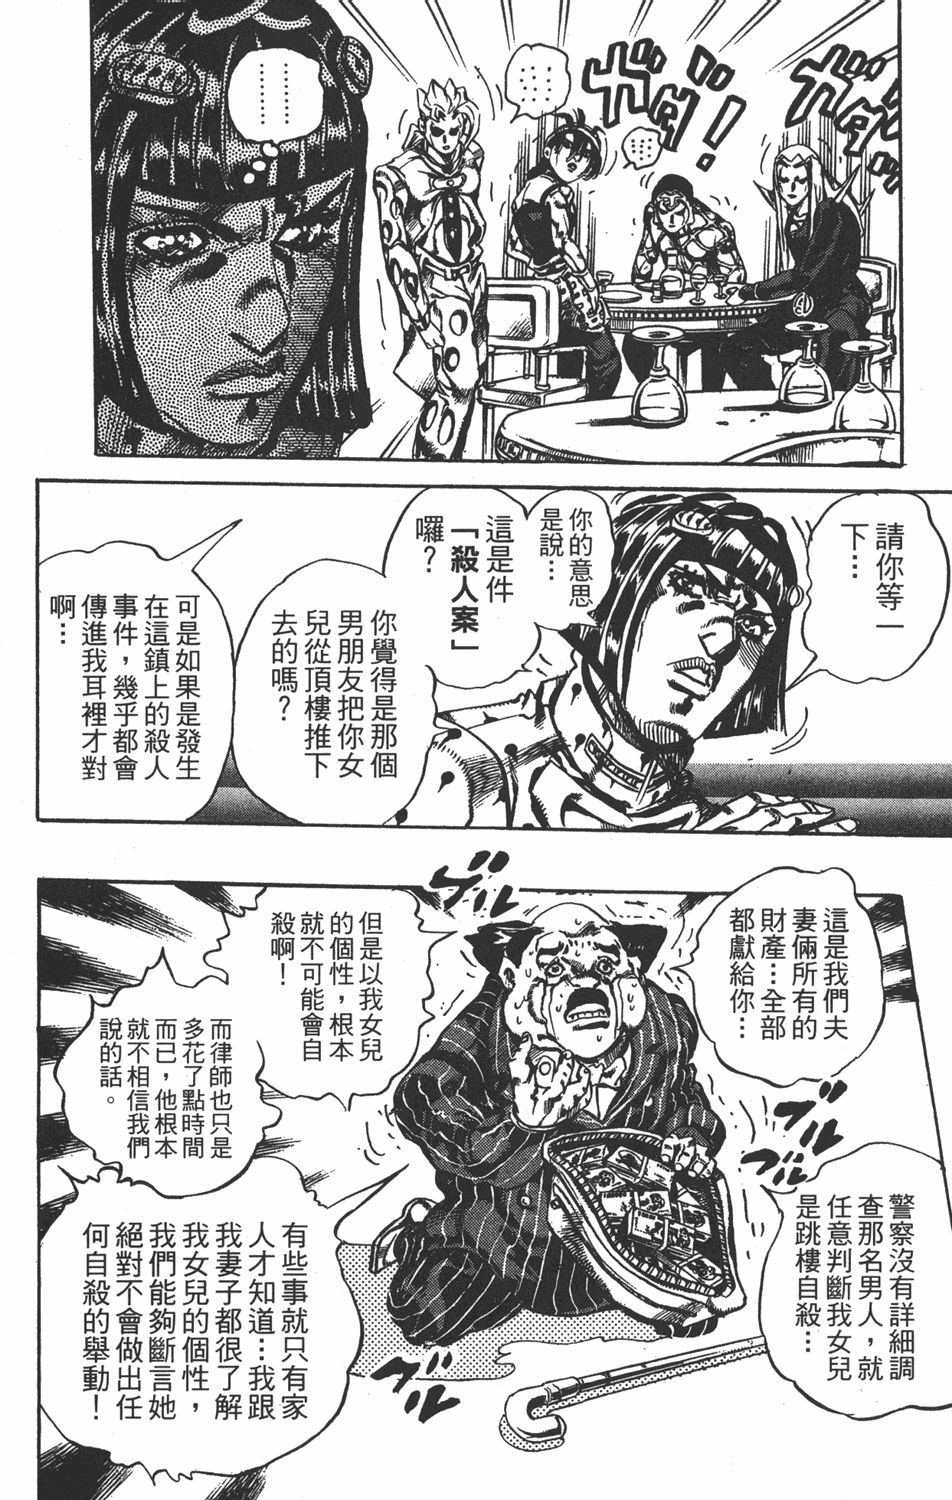 ガタッ!
ガタッ
…………
…………
…………
請你等一
下…
你的意思
是說…
這是件
「殺人案」
囉?
你覺得是那個
男朋友把你女
兒從頂樓推下
去的嗎?
可是如果是發生
在這鎮上的殺人
事件,幾乎都會
傳進我耳裡才對
啊…
這是我們夫
妻倆所有的
財產…全部
都獻給你…
警察沒有詳細調
查那名男人,就
任意判斷我女兒
是跳樓自殺…
但是以我女兒
的個性,根本
就不可能會自
殺啊!
而律師也只是
多花了點時間
而已,他根本
就不相信我們
說的話。
有些事就只有家
人才知道…我跟
我妻子都很了解
我女兒的個性,
我們能夠斷言她
絕對不會做出任
何自殺的舉動!
ブル
ブル
ブル
ブル